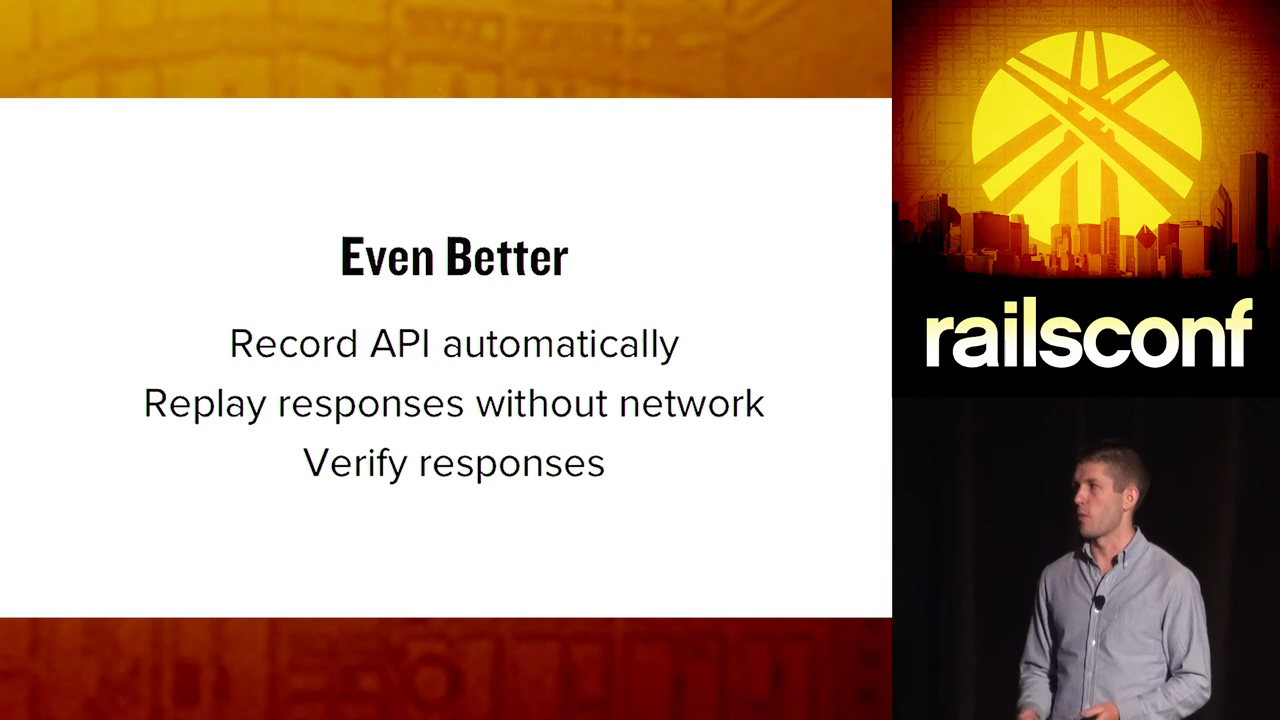 Even Better
Record API automatically
Replay responses without network
Verify responses
railsconf